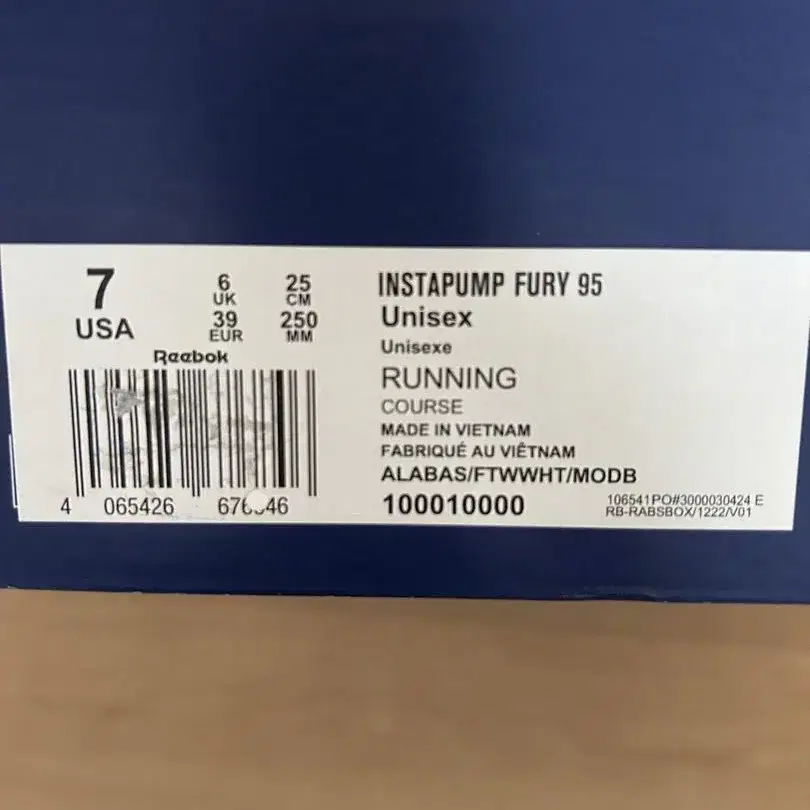 7
USA
6
UK
39
EUR
25
CM
250
MM
Reebok
4 065426
INSTAPUMP FURY 95
Unisex
Unisexe
RUNNING
COURSE
MADE IN VIETNAM
FABRIQUÉ AU VIÊTNAM
ALABAS/FTWWHT/MODB
100010000
106541PO#3000030424 E
RB-RABSBOX/1222/V01